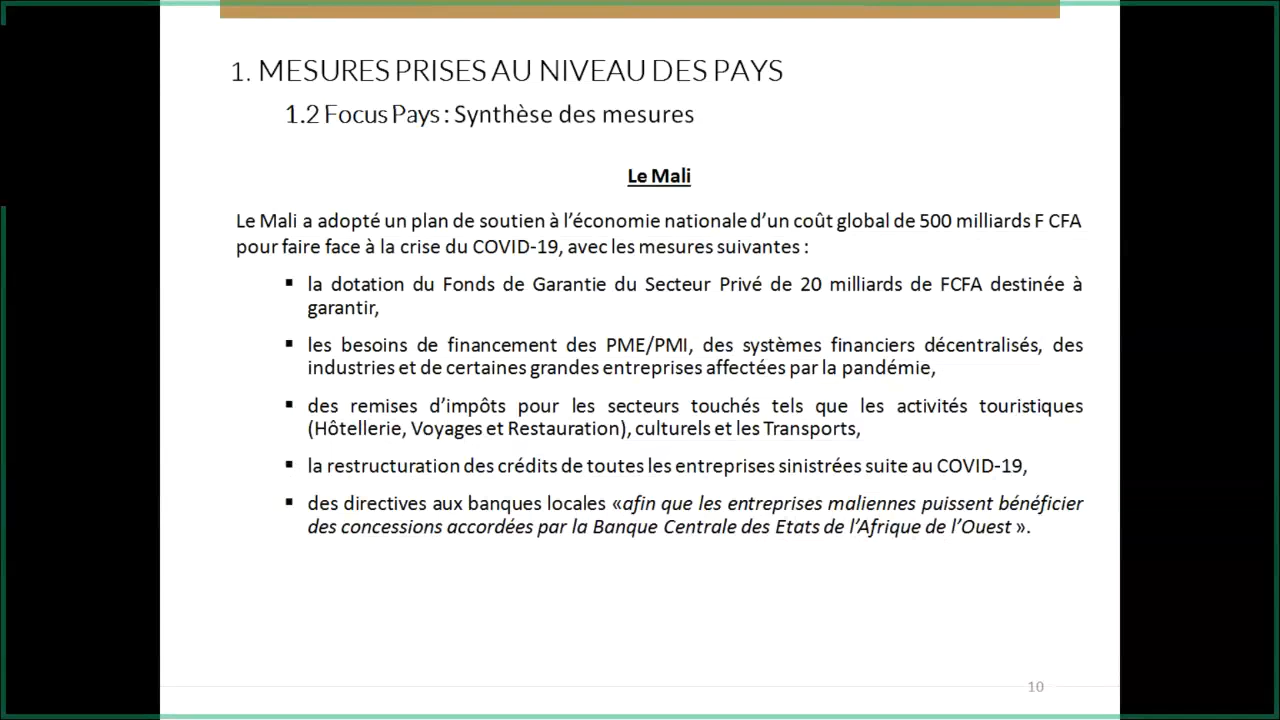 1. MESURES PRISES AU NIVEAU DES PAYS
1.2 Focus Pays : Synthèse des mesures
Le Mali
Le Mali a adopté un plan de soutien à l’économie nationale d’un coût global de 500 milliards F CFA
pour faire face à la crise du COVID-19, avec les mesures suivantes :
▪ la dotation du Fonds de Garantie du Secteur Privé de 20 milliards de FCFA destinée à
garantir,
▪ les besoins de financement des PME/PMI, des systèmes financiers décentralisés, des
industries et de certaines grandes entreprises affectées par la pandémie,
▪ des remises d’impôts pour les secteurs touchés tels que les activités touristiques
(Hôtellerie, Voyages et Restauration), culturels et les Transports,
▪ la restructuration des crédits de toutes les entreprises sinistrées suite au COVID-19,
▪ des directives aux banques locales «afin que les entreprises maliennes puissent bénéficier
des concessions accordées par la Banque Centrale des Etats de l’Afrique de l’Ouest ».
10